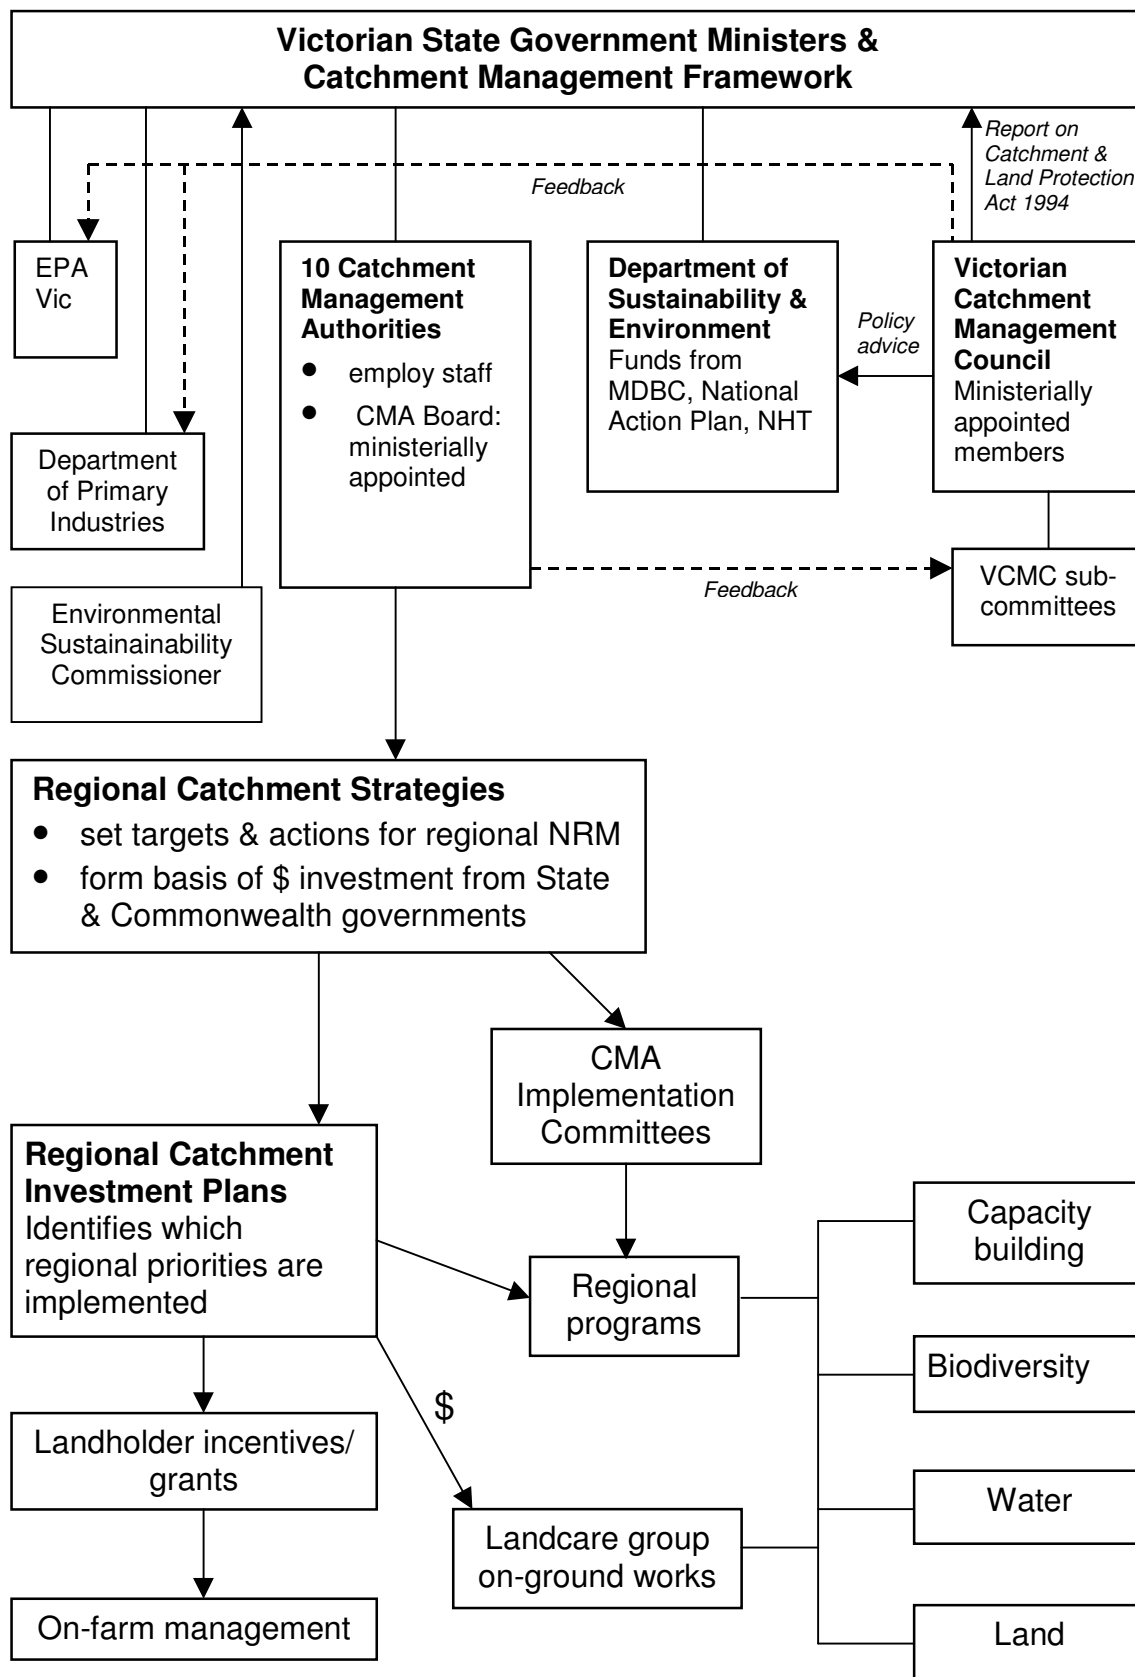 Victorian State Government Ministers &
Catchment Management Framework
Report on
Catchment &
Land Protection
Act 1994
Feedback
EPA
Vic
10 Catchment
Management
Authorities
● employ staff
● CMA Board:
ministerially
appointed
Department of
Sustainability &
Environment
Funds from
MDBC, National
Action Plan, NHT
Policy
advice
Victorian
Catchment
Management
Council
Ministerially
appointed
members
Department
of Primary
Industries
Feedback
VCMC sub-
committees
Environmental
Sustainainability
Commissioner
Regional Catchment Strategies
● set targets & actions for regional NRM
● form basis of $ investment from State
& Commonwealth governments
CMA
Implementation
Committees
Regional Catchment
Investment Plans
Identifies which
regional priorities are
implemented
Regional
programs
Capacity
building
Biodiversity
$
Landholder incentives/
grants
Water
Landcare group
on-ground works
On-farm management
Land